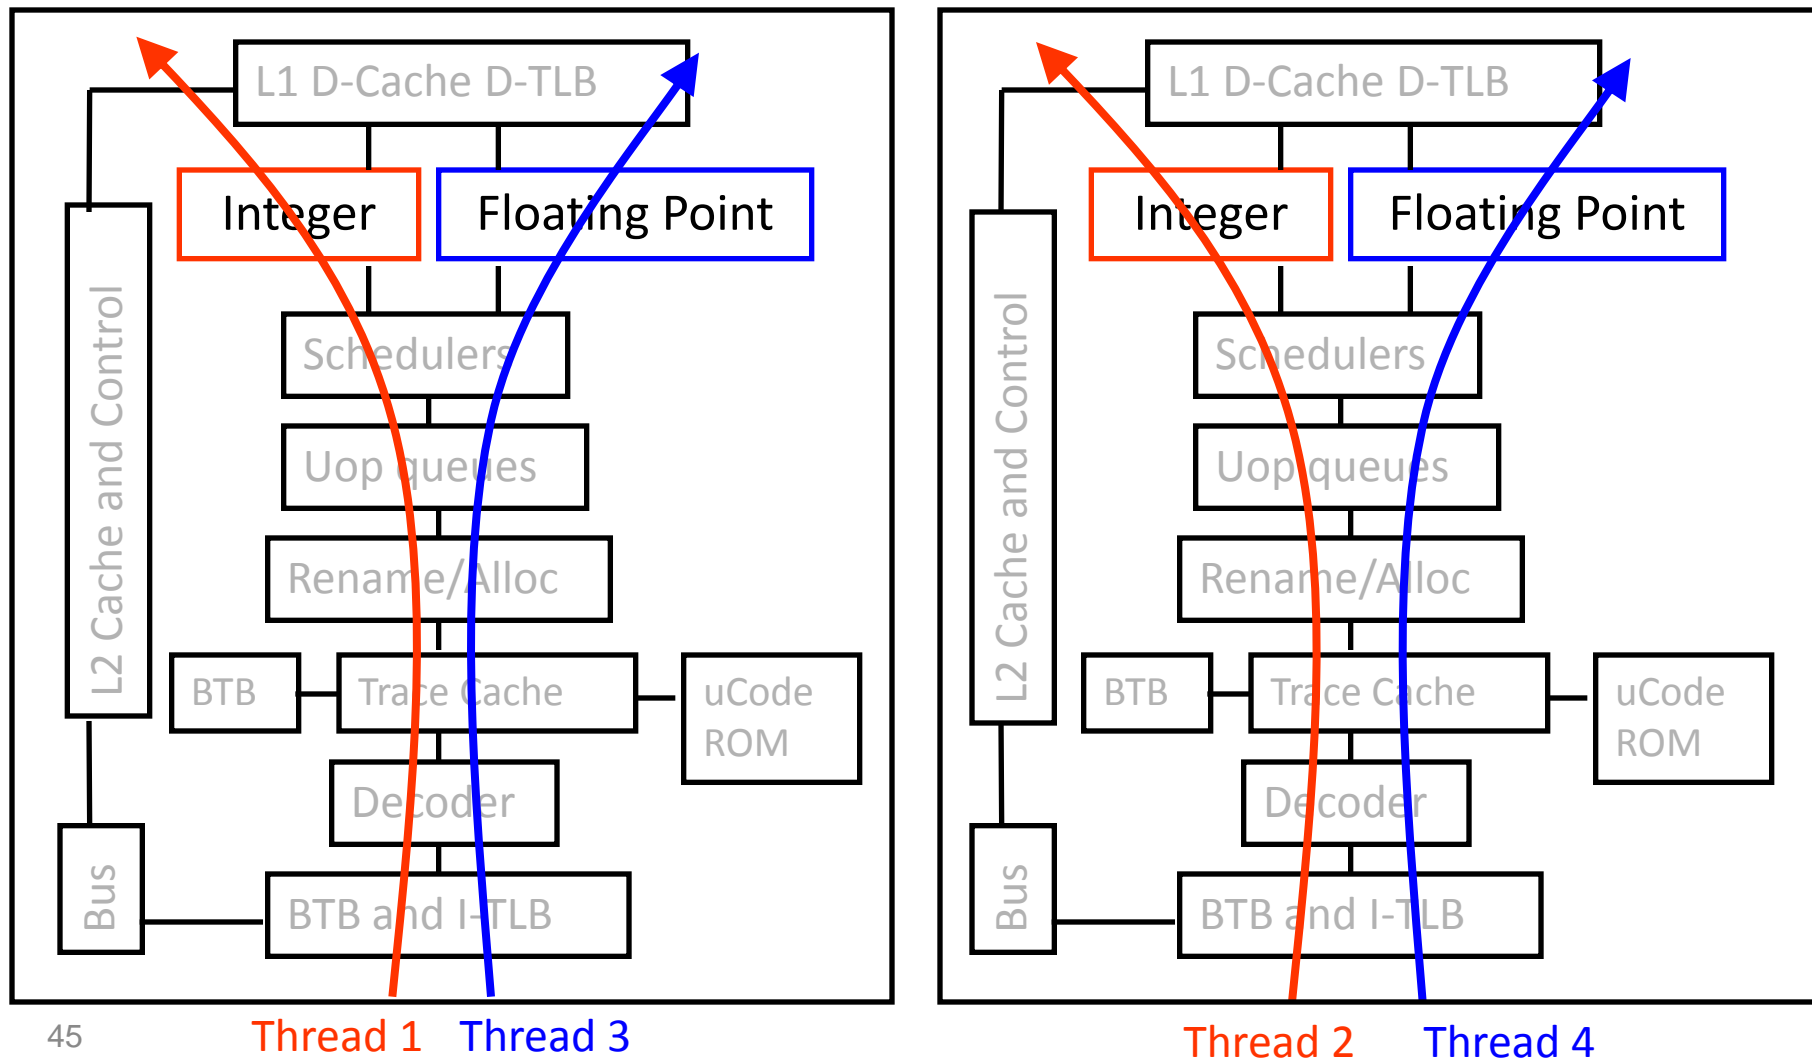 L1 D-Cache D-TLB
Integer
Floating Point
L2 Cache and Control
Schedulers
Uop queues
Rename/Alloc
BTB
Trace Cache
uCode
ROM
Decoder
Bus
BTB and I-TLB
Thread 1
Thread 3
L1 D-Cache D-TLB
Integer
Floating Point
L2 Cache and Control
Schedulers
Uop queues
Rename/Alloc
BTB
Trace Cache
uCode
ROM
Decoder
Bus
BTB and I-TLB
Thread 2
Thread 4
45